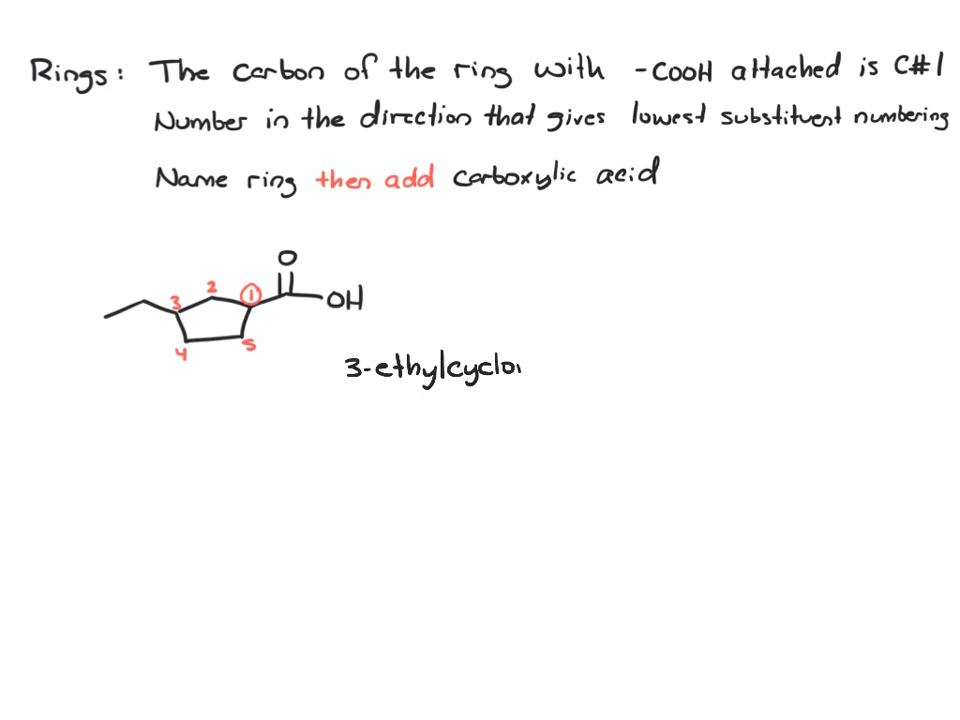 Rings: The carbon of the ring with -COOH attached is C#1
Number in the direction that gives lowest substituent numbering
Name ring then add carboxylic acid
O
OH
1
2
3
4
5
3-ethylcyclo